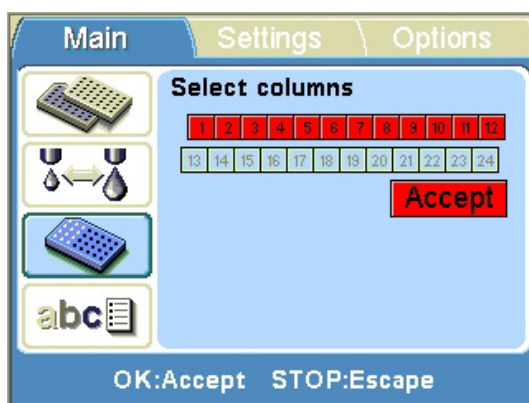 Main Settings Options
Select columns
1 2 3 4 5 6 7 8 9 10 11 12
13 14 15 16 17 18 19 20 21 22 23 24
Accept
abc
OK:Accept STOP:Escape